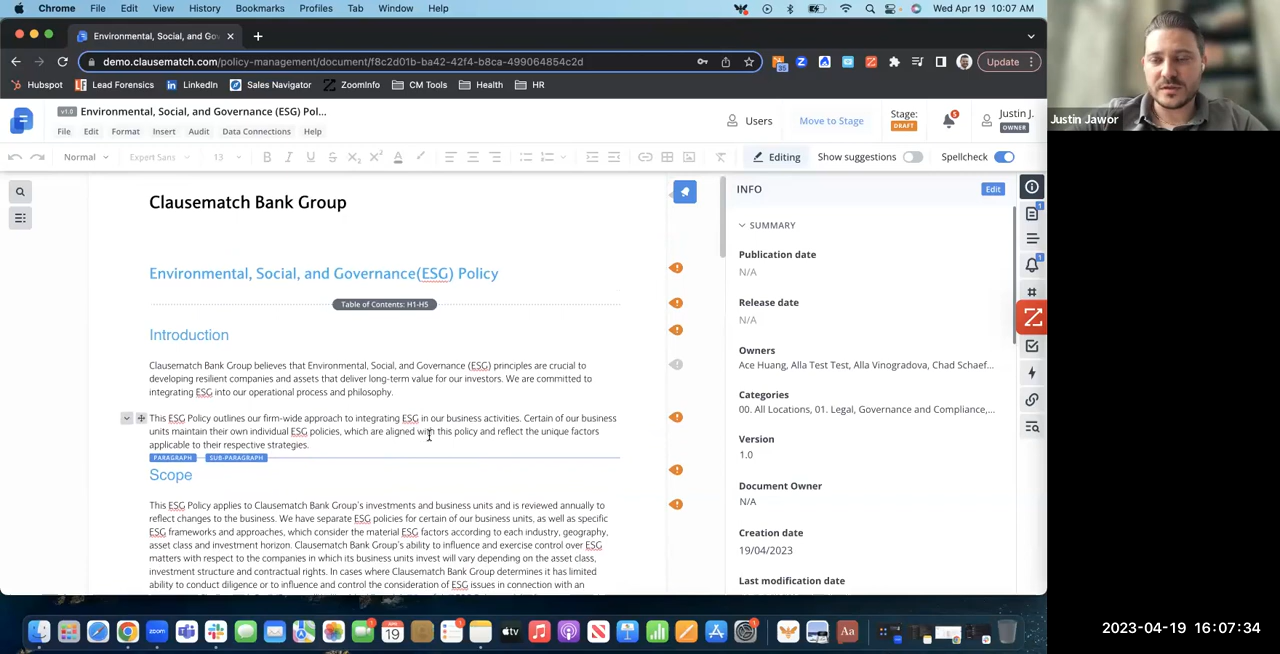 Chrome File Edit View History Bookmarks Profiles Tab Window Help Wed Apr 19 10:07 AM
Environmental, Social, and Gov
demo.clausematch.com/policy-management/document/f8c2d01b-ba42-42f4-b8ca-499064854c2d Update
Hubspot Lead Forensics LinkedIn Sales Navigator ZoomInfo CM Tools Health HR
v1.0 Environmental, Social, and Governance (ESG) Pol...
File Edit Format Insert Audit Data Connections Help
Users Move to Stage Stage: DRAFT 5 Justin J. OWNER
Normal Expert Sans 13 Editing Show suggestions Spellcheck
Clausematch Bank Group
Environmental, Social, and Governance(ESG) Policy
Table of Contents: H1-H5
Introduction
Clausematch Bank Group believes that Environmental, Social, and Governance (ESG) principles are crucial to
developing resilient companies and assets that deliver long-term value for our investors. We are committed to
integrating ESG into our operational process and philosophy.
This ESG Policy outlines our firm-wide approach to integrating ESG in our business activities. Certain of our business
units maintain their own individual ESG policies, which are aligned with this policy and reflect the unique factors
applicable to their respective strategies.
PARAGRAPH SUB-PARAGRAPH
Scope
This ESG Policy applies to Clausematch Bank Group's investments and business units and is reviewed annually to
reflect changes to the business. We have separate ESG policies for certain of our business units, as well as specific
ESG frameworks and approaches, which consider the material ESG factors according to each industry, geography,
asset class and investment horizon. Clausematch Bank Group's ability to influence and exercise control over ESG
matters with respect to the companies in which its business units invest will vary depending on the asset class,
investment structure and contractual rights. In cases where Clausematch Bank Group determines it has limited
ability to conduct diligence or to influence and control the consideration of ESG issues in connection with an
INFO Edit
SUMMARY
Publication date
N/A
Release date
N/A
Owners
Ace Huang, Alla Test Test, Alla Vinogradova, Chad Schaef...
Categories
00. All Locations, 01. Legal, Governance and Compliance,...
Version
1.0
Document Owner
N/A
Creation date
19/04/2023
Last modification date
Justin Jawor
APR
19
zoom
tv
Aa
2023-04-19 16:07:34